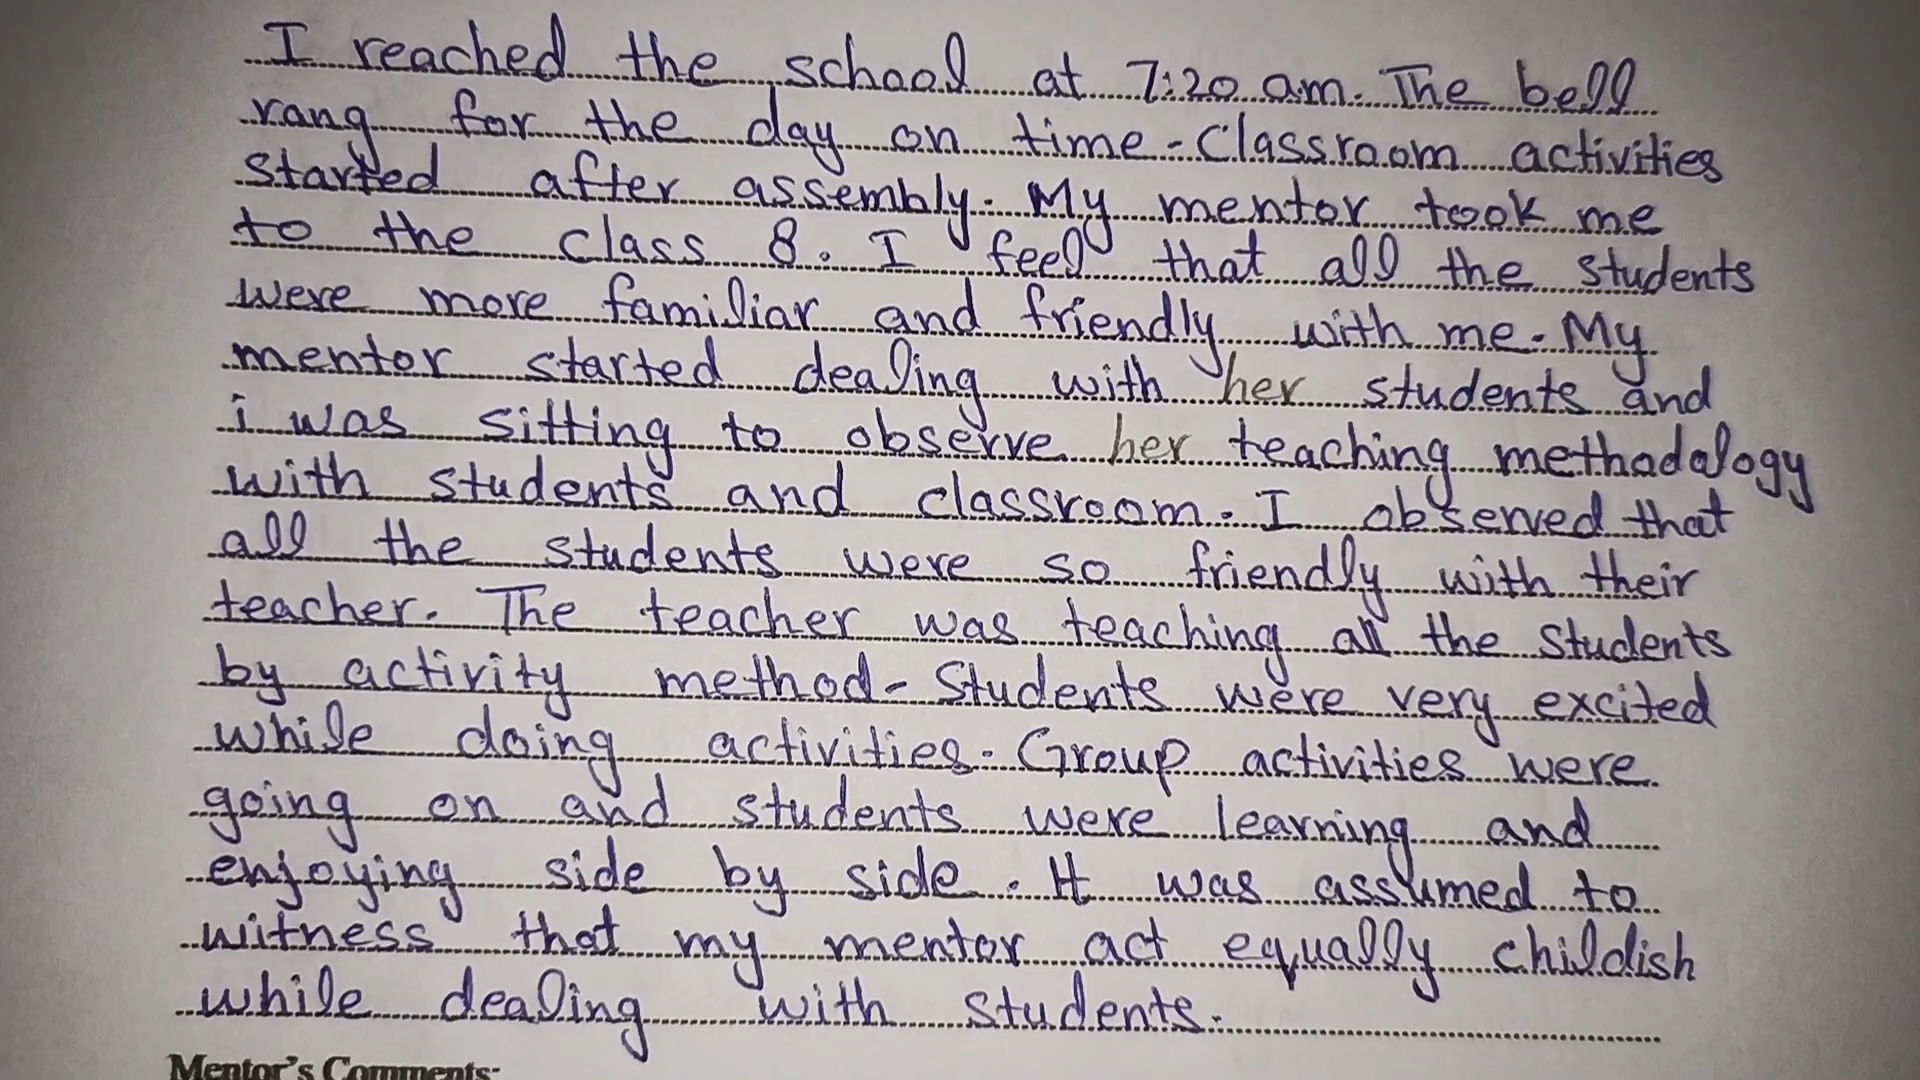 I reached the school at 7:20 am. The bell
rang for the day on time-Classroom activities
started after assembly. My mentor took me
to the class 8. I feel that all the students
were more familiar and friendly with me. My
mentor started dealing with her students and
i was sitting to observe her teaching methodology
with students and classroom. I observed that
all the students were so friendly with their
teacher. The teacher was teaching all the students
by activity method- Students were very excited
while doing activities. Group activities were
going on and students were learning and
enjoying side by side. It was assumed to
witness that my mentor act equally childish
while dealing with students.
Mentor's Comments: